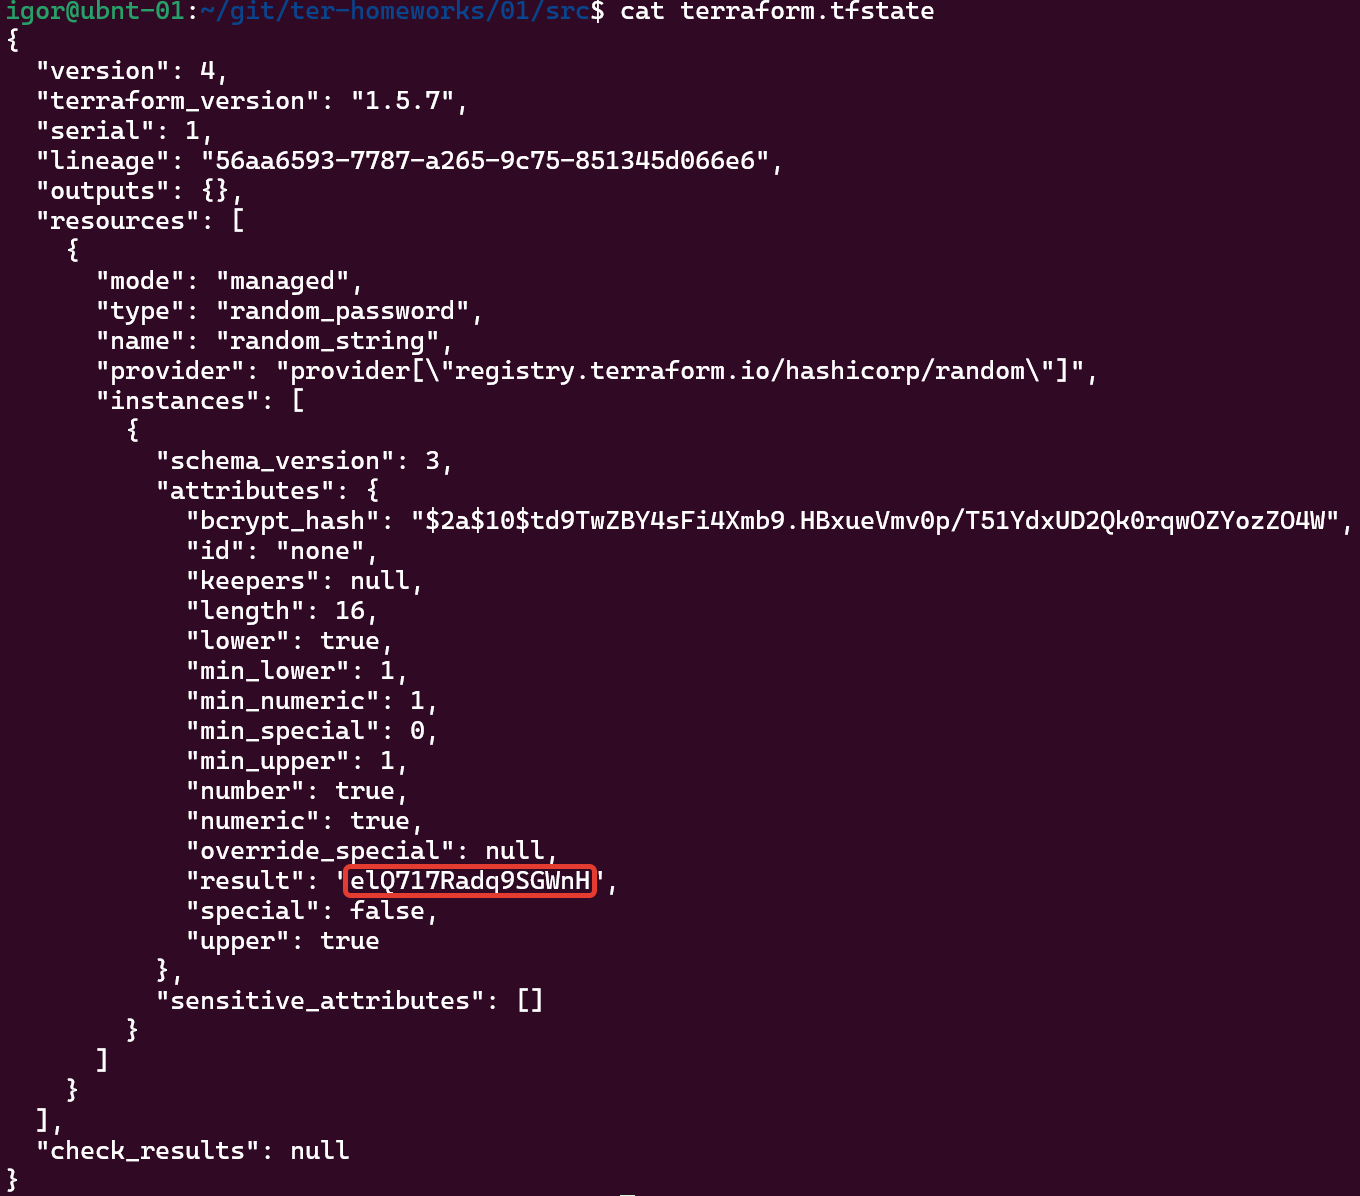 igor@ubnt-01:~/git/ter-homeworks/01/src$ cat terraform.tfstate
{
  "version": 4,
  "terraform_version": "1.5.7",
  "serial": 1,
  "lineage": "56aa6593-7787-a265-9c75-851345d066e6",
  "outputs": {},
  "resources": [
    {
      "mode": "managed",
      "type": "random_password",
      "name": "random_string",
      "provider": "provider[\"registry.terraform.io/hashicorp/random\"]",
      "instances": [
        {
          "schema_version": 3,
          "attributes": {
            "bcrypt_hash": "$2a$10$td9TwZBY4sFi4Xmb9.HBxueVmv0p/T51YdxUD2Qk0rqwOZYozZO4W",
            "id": "none",
            "keepers": null,
            "length": 16,
            "lower": true,
            "min_lower": 1,
            "min_numeric": 1,
            "min_special": 0,
            "min_upper": 1,
            "number": true,
            "numeric": true,
            "override_special": null,
            "result": "elQ717Radq9SGWnH",
            "special": false,
            "upper": true
          },
          "sensitive_attributes": []
        }
      ]
    }
  ],
  "check_results": null
}